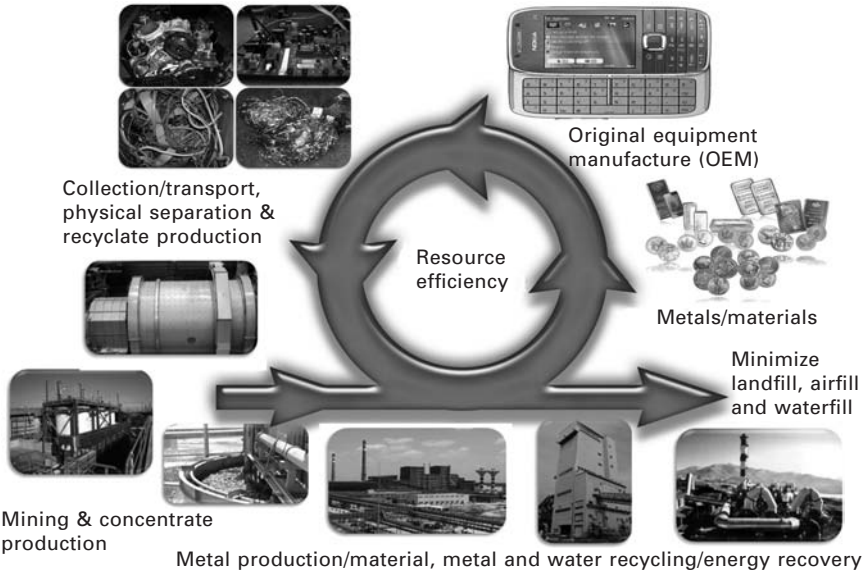 NOKIA
Original equipment
manufacture (OEM)
Collection/transport,
physical separation &
recyclate production
Resource
efficiency
Metals/materials
Minimize
landfill, airfill
and waterfill
Mining & concentrate
production
Metal production/material, metal and water recycling/energy recovery